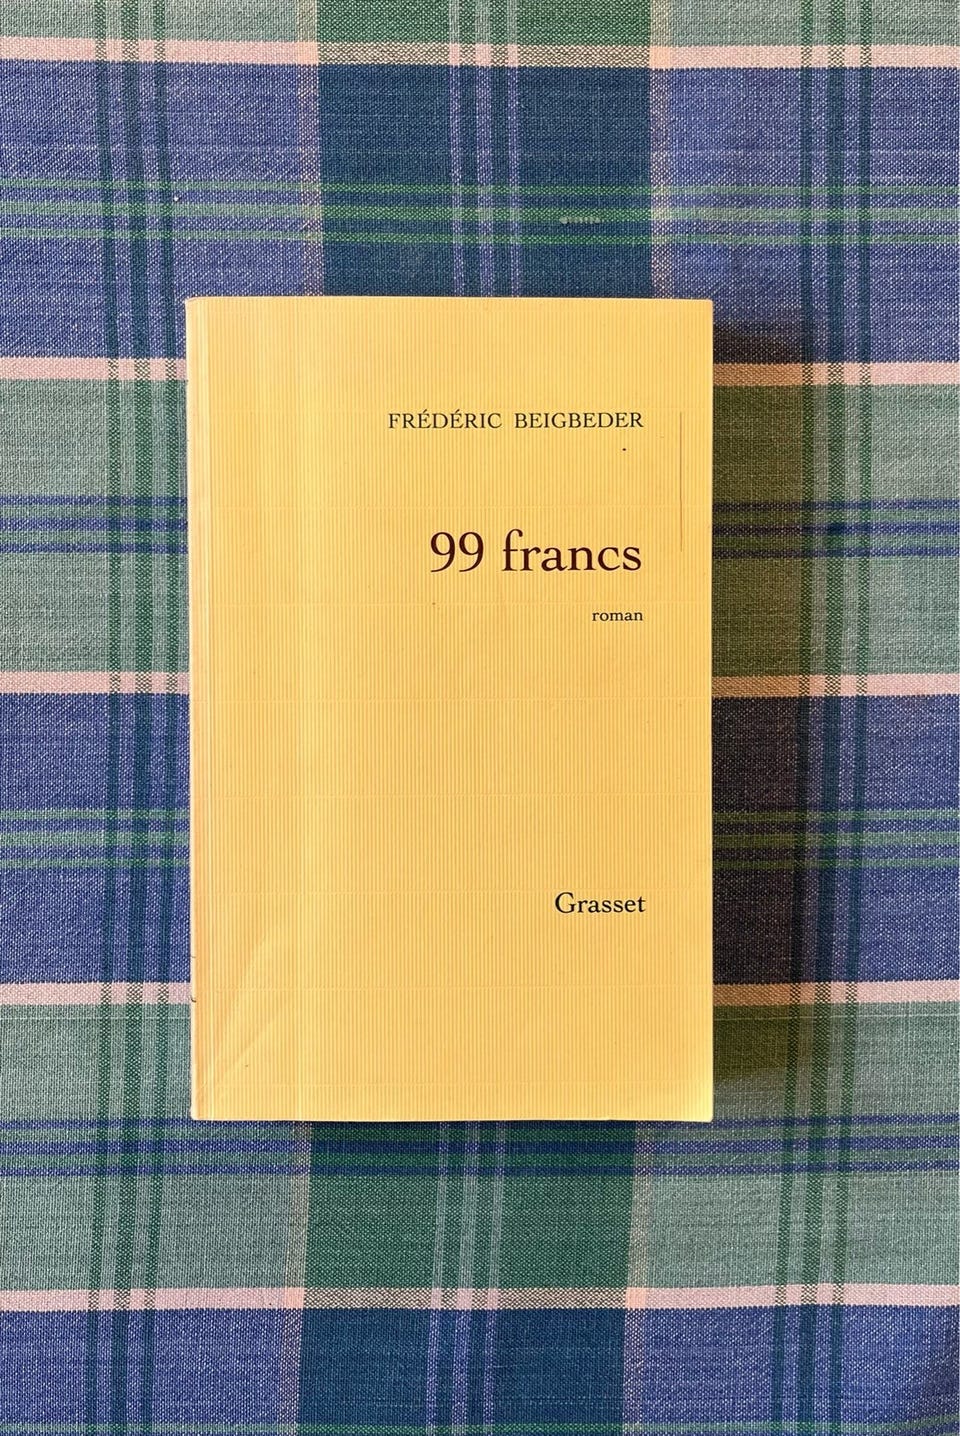 FRÉDÉRIC BEIGBEDER
99 francs
roman
Grasset